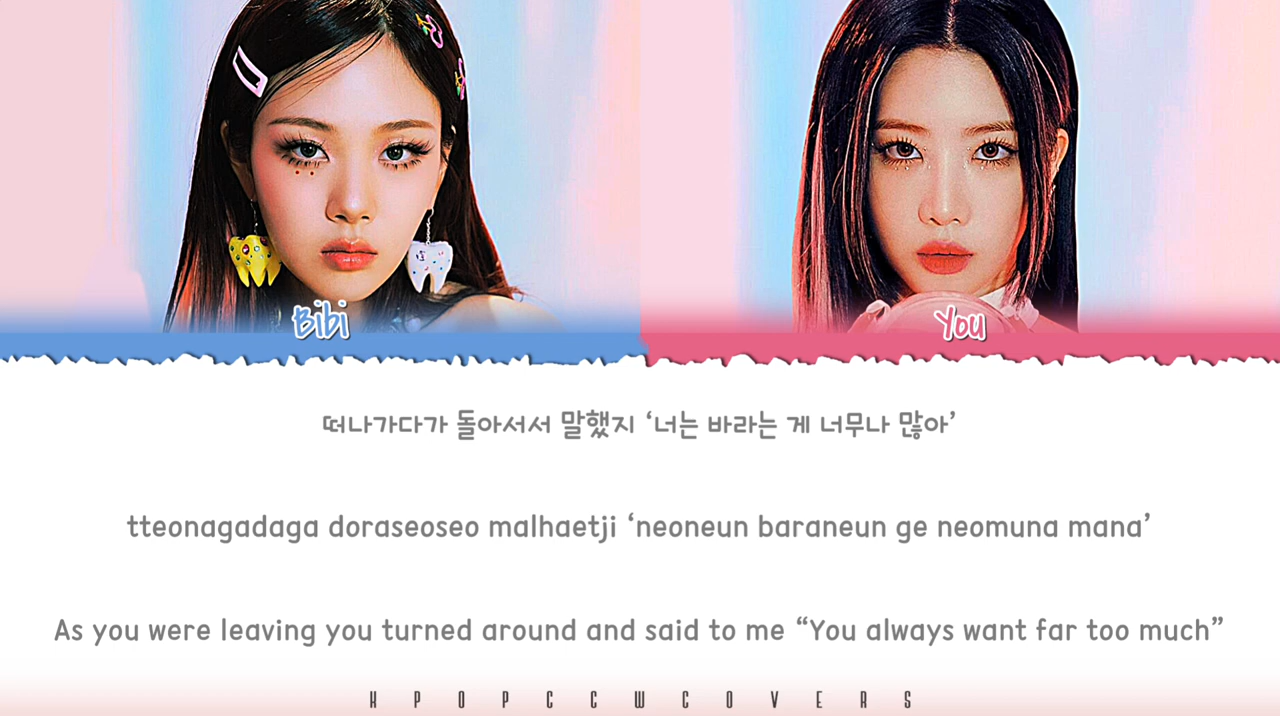 Bibi
You
떠나가다가 돌아서서 말했지 ‘너는 바라는 게 너무나 많아’
tteonagadaga doraseoseo malhaetji ‘neoneun baraneun ge neomuna mana’
As you were leaving you turned around and said to me “You always want far too much”
KPOPCCWCOVERS